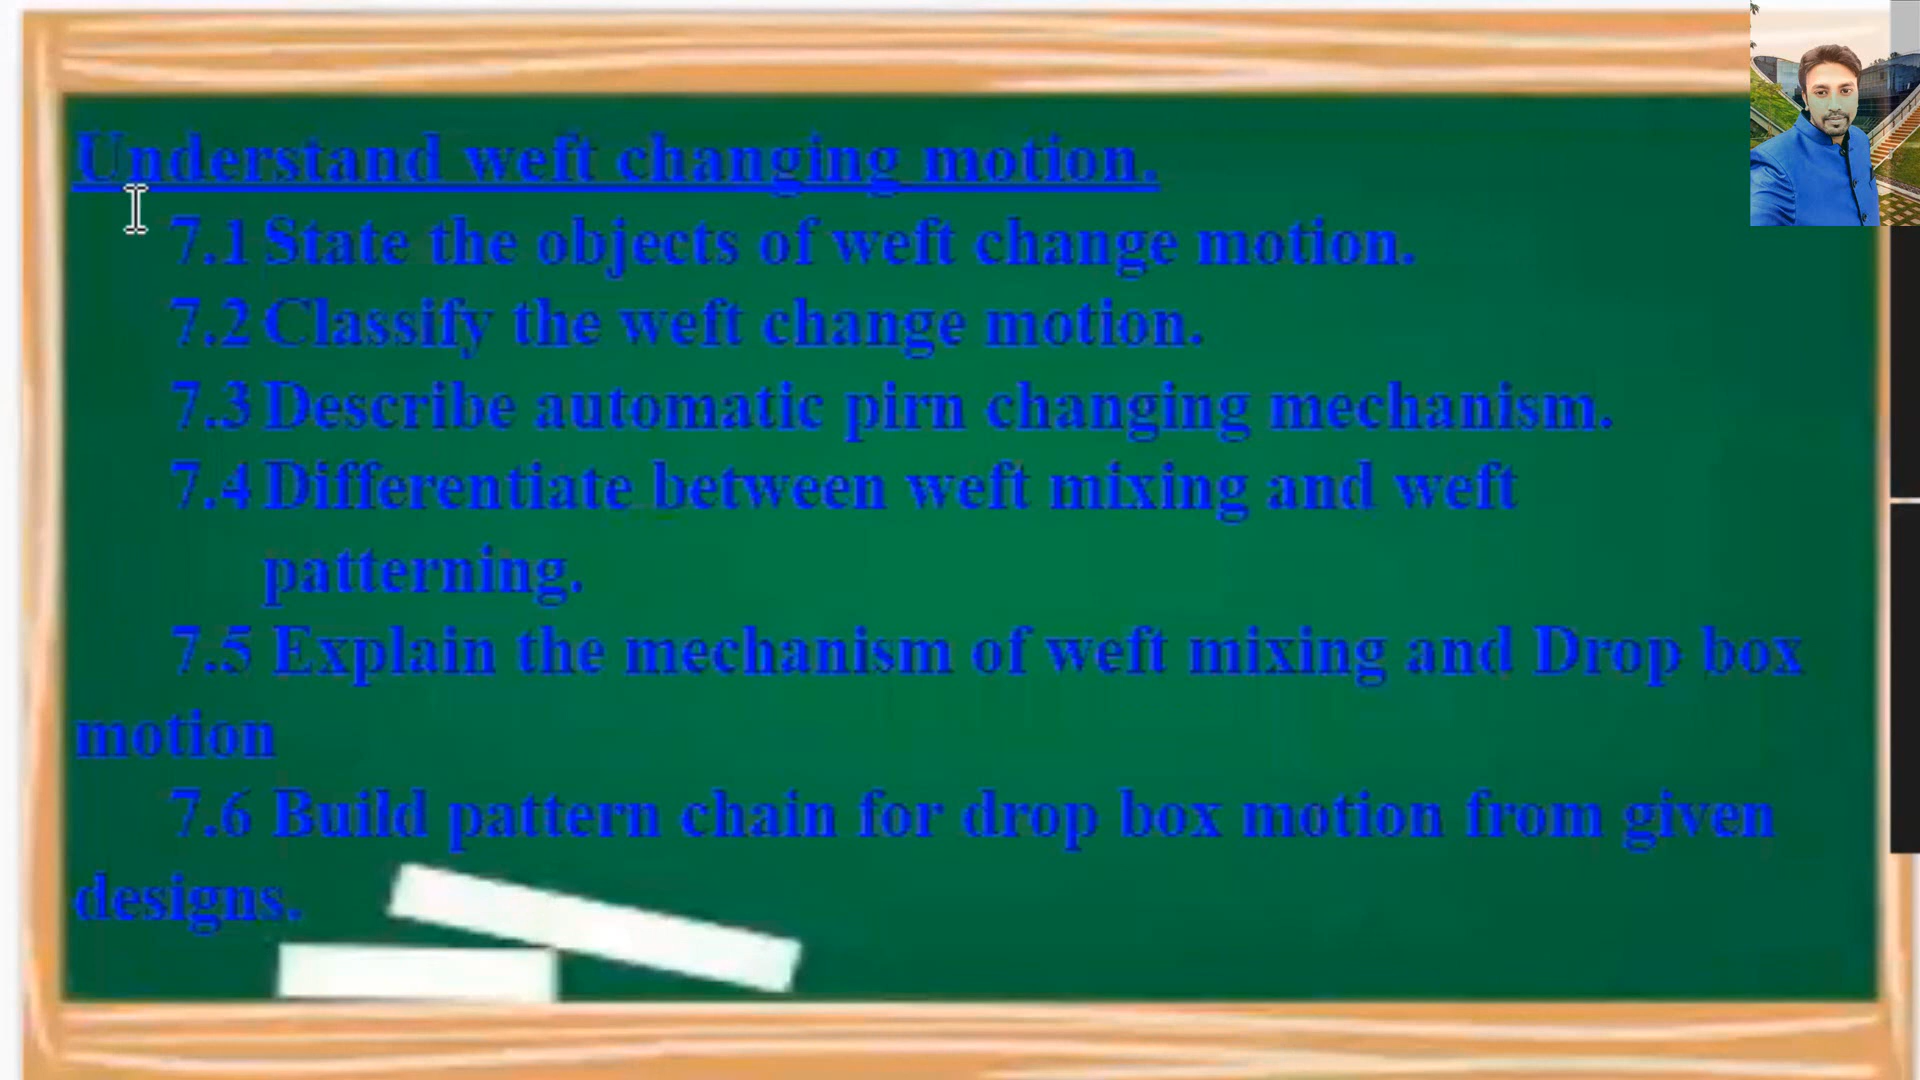 Understand weft changing motion.
7.1 State the objects of weft change motion.
7.2 Classify the weft change motion.
7.3 Describe automatic pirn changing mechanism.
7.4 Differentiate between weft mixing and weft
patterning.
7.5 Explain the mechanism of weft mixing and Drop box
motion
7.6 Build pattern chain for drop box motion from given
designs.